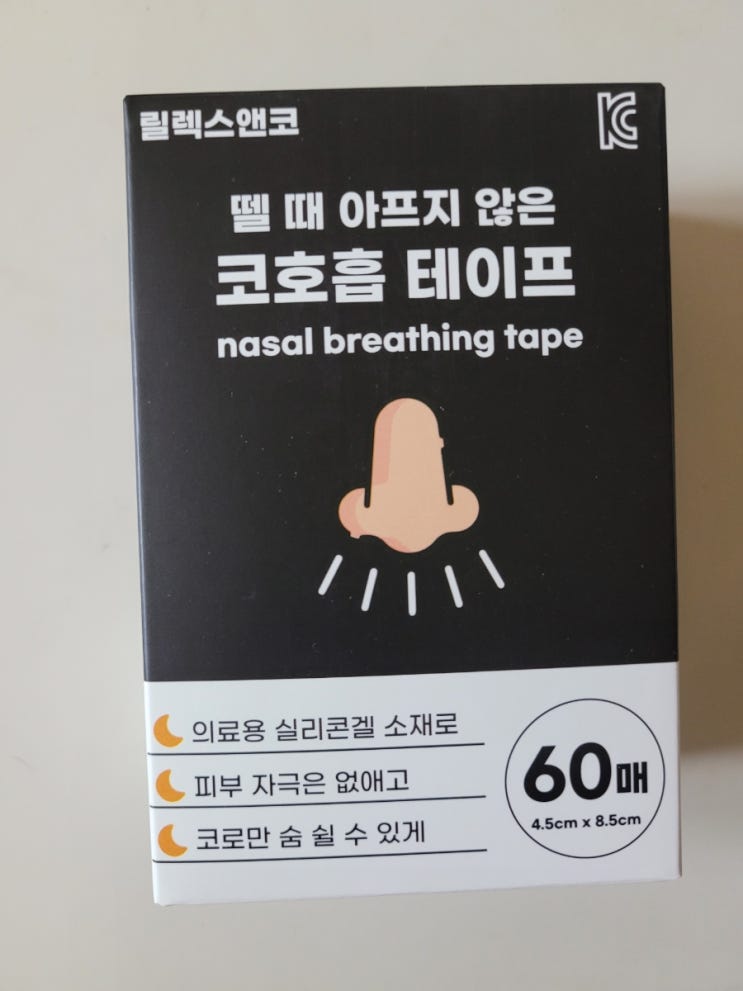 릴렉스앤코
KC
뗄 때 아프지 않은
코호흡 테이프
nasal breathing tape
의료용 실리콘겔 소재로
피부 자극은 없애고
코로만 숨 쉴 수 있게
60매
4.5cm x 8.5cm